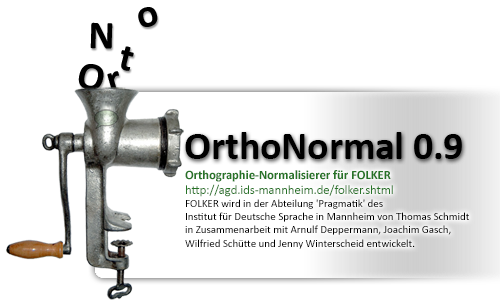 o
N
t
Or
OrthoNormal 0.9
Orthographie-Normalisierer für FOLKER
http://agd.ids-mannheim.de/folker.shtml
FOLKER wird in der Abteilung 'Pragmatik' des
Institut für Deutsche Sprache in Mannheim von Thomas Schmidt
in Zusammenarbeit mit Arnulf Deppermann, Joachim Gasch,
Wilfried Schütte und Jenny Winterscheid entwickelt.